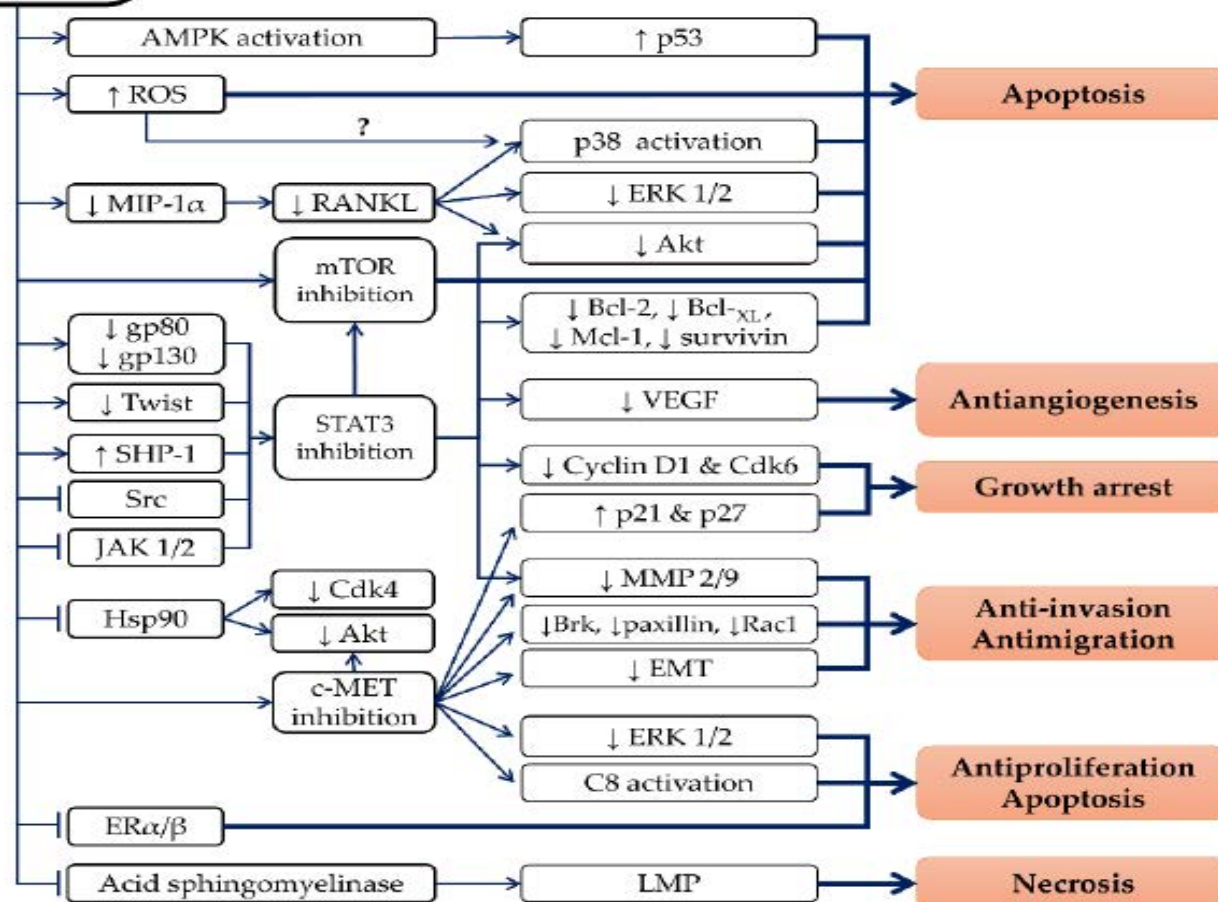 AMPK activation
↑ p53
↑ ROS
Apoptosis
?
p38 activation
↓ MIP-1α
↓ RANKL
↓ ERK 1/2
↓ Akt
mTOR
inhibition
↓ gp80
↓ gp130
↓ Bcl-2, ↓ Bcl-XL,
↓ Mcl-1, ↓ survivin
↓ Twist
STAT3
inhibition
↓ VEGF
Antiangiogenesis
↑ SHP-1
↓ Cyclin D1 & Cdk6
Growth arrest
Src
↑ p21 & p27
JAK 1/2
↓ Cdk4
↓ MMP 2/9
Hsp90
↓ Akt
↓Brk, ↓paxillin, ↓Rac1
Anti-invasion
Antimigration
c-MET
inhibition
↓ EMT
↓ ERK 1/2
C8 activation
Antiproliferation
Apoptosis
ERα/β
Acid sphingomyelinase
LMP
Necrosis